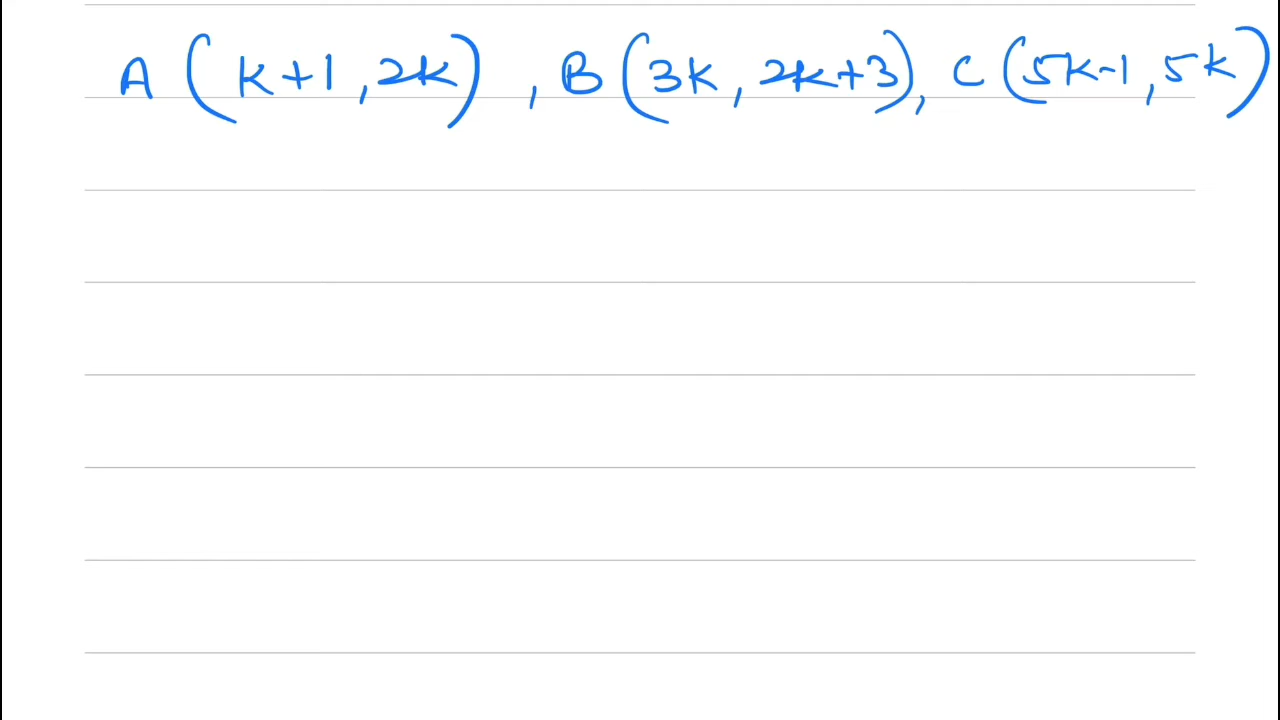 A (k+1, 2k), B (3k, 2k+3), C (5k-1, 5k)